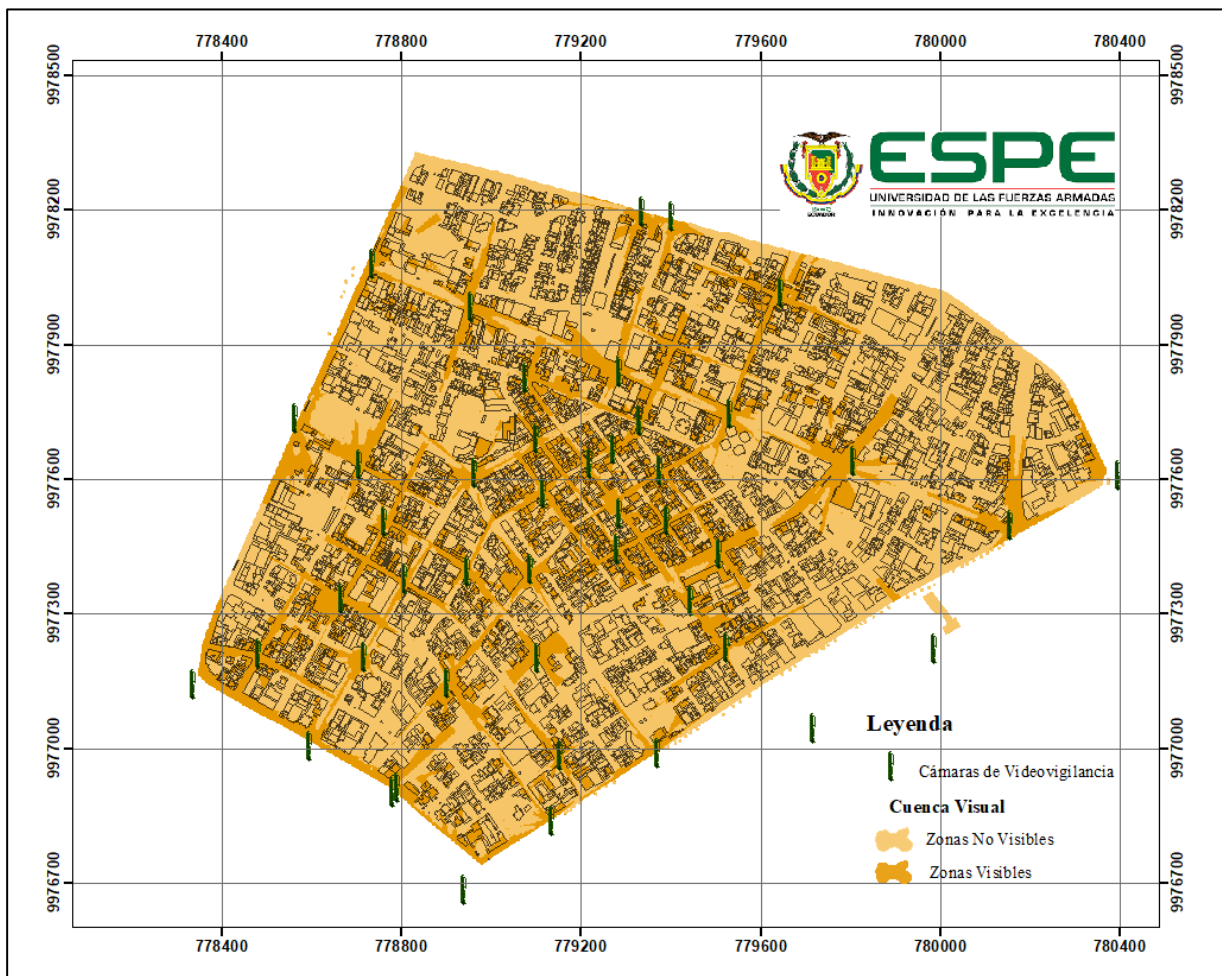 778400 778800 779200 779600 780000 780400
9978500 9978500
ESPE
UNIVERSIDAD DE LAS FUERZAS ARMADAS
INNOVACIÓN PARA LA EXCELENCIA
ECUADOR
9978200 9978200
9977900 9977900
9977600 9977600
9977300 9977300
9977000 9977000
Leyenda
Cámaras de Videovigilancia
Cuenca Visual
Zonas No Visibles
Zonas Visibles
9976700 9976700
778400 778800 779200 779600 780000 780400